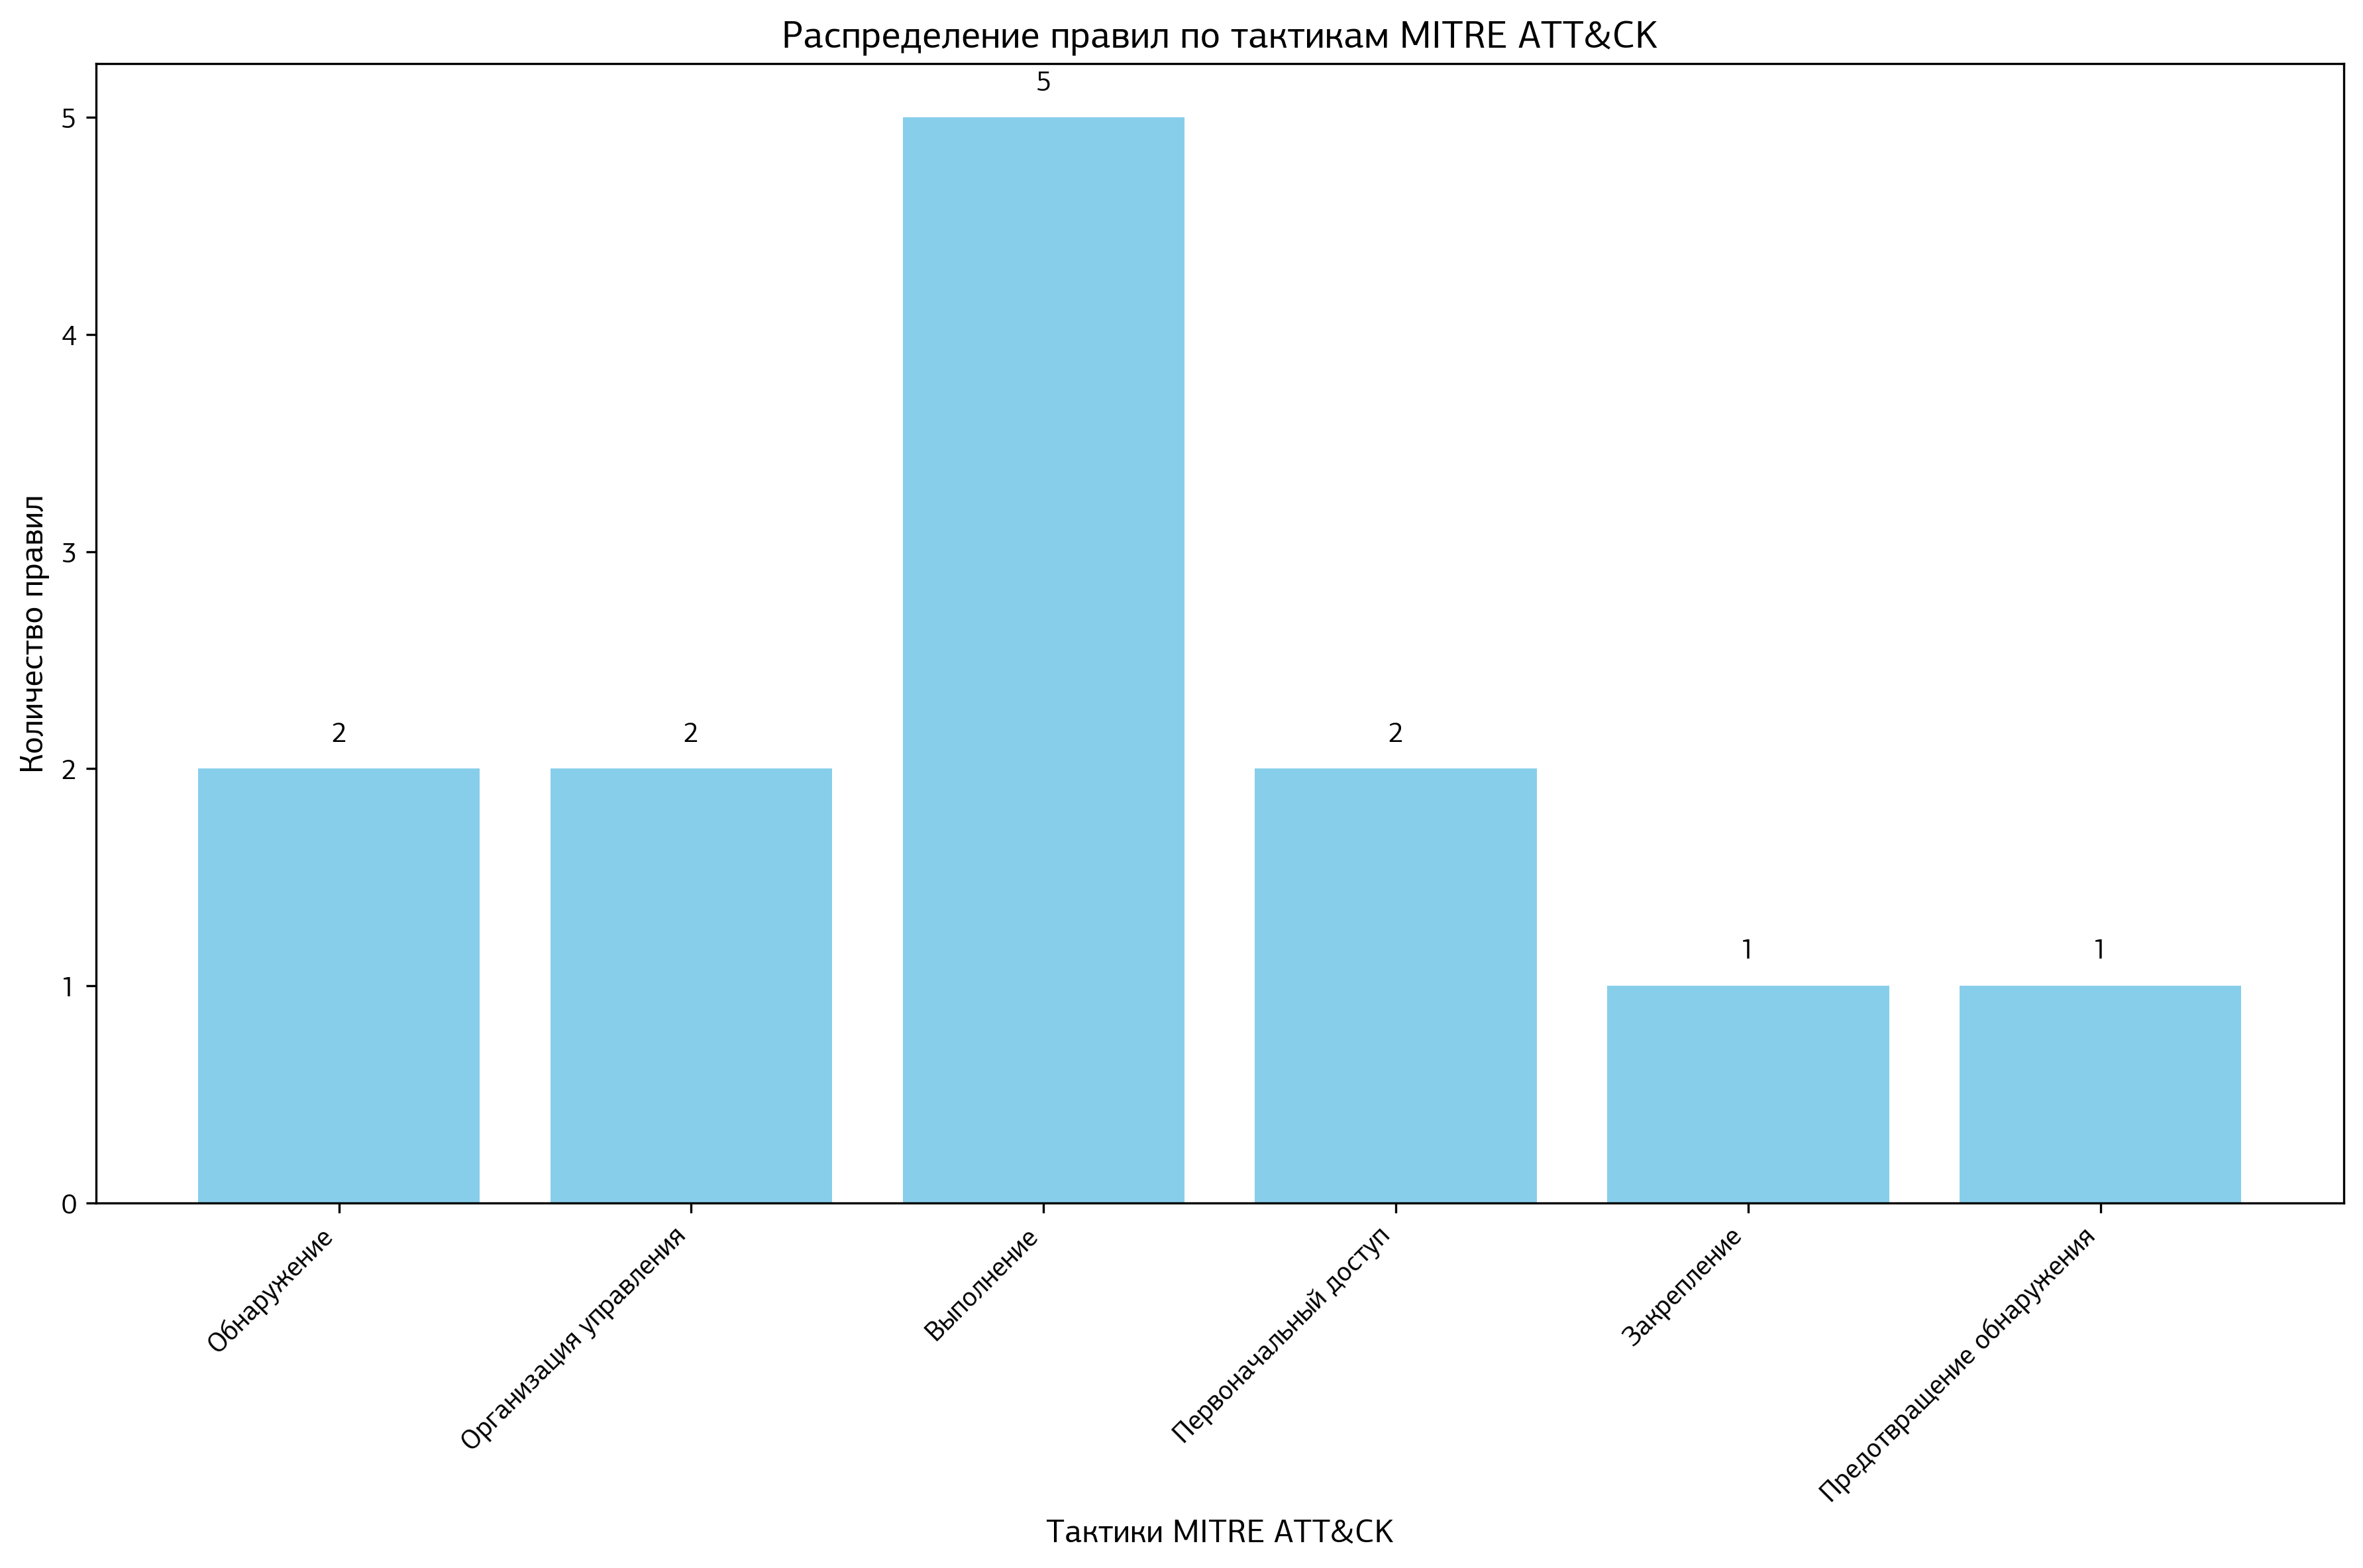 Распределение правил по тактикам MITRE ATT&CK
Количество правил
5
4
3
2
1
0
2
2
5
2
1
1
Обнаружение
Организация управления
Выполнение
Первоначальный доступ
Закрепление
Предотвращение обнаружения
Тактики MITRE ATT&CK